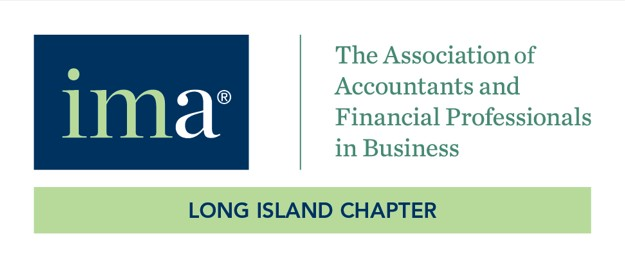 ima®
The Association of
Accountants and
Financial Professionals
in Business
LONG ISLAND CHAPTER